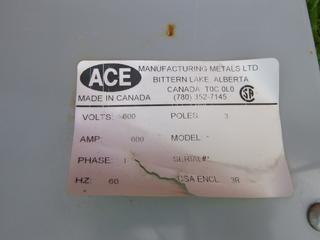 ACE
MANUFACTURING METALS LTD
BITTERN LAKE, ALBERTA
CANADA T0C 0L0
MADE IN CANADA (780) 352-7145
VOLTS: 600 POLES 3
AMP: 600 MODEL
PHASE: 1 SERIAL#:
HZ: 60 CSA ENCL. 3R